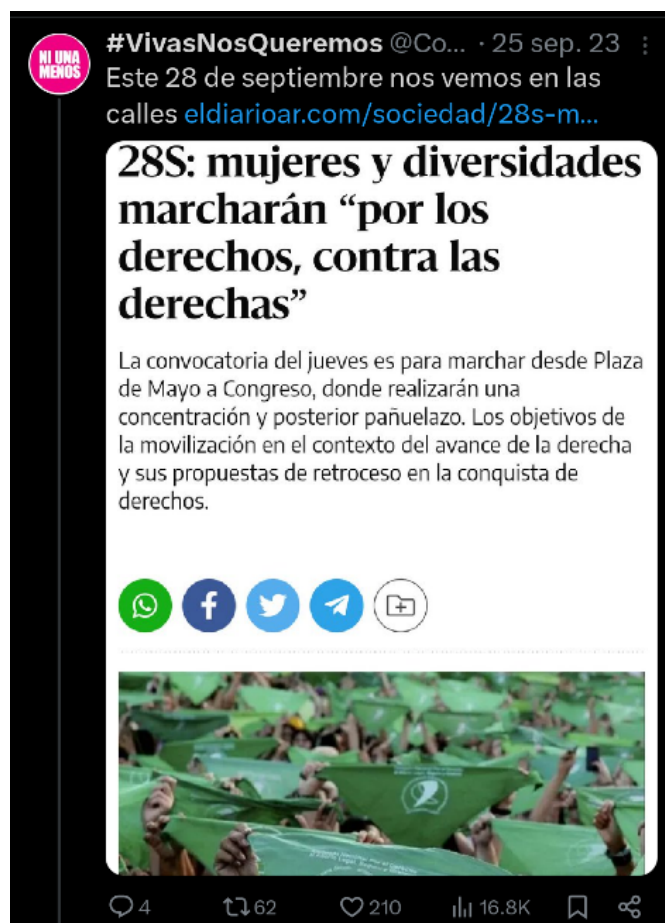 NI UNA
MENOS
#VivasNosQueremos @Co... · 25 sep. 23
Este 28 de septiembre nos vemos en las
calles eldiarioar.com/sociedad/28s-m...
28S: mujeres y diversidades
marcharán “por los
derechos, contra las
derechas”
La convocatoria del jueves es para marchar desde Plaza
de Mayo a Congreso, donde realizarán una
concentración y posterior pañuelazo. Los objetivos de
la movilización en el contexto del avance de la derecha
y sus propuestas de retroceso en la conquista de
derechos.
4 62 210 16.8K